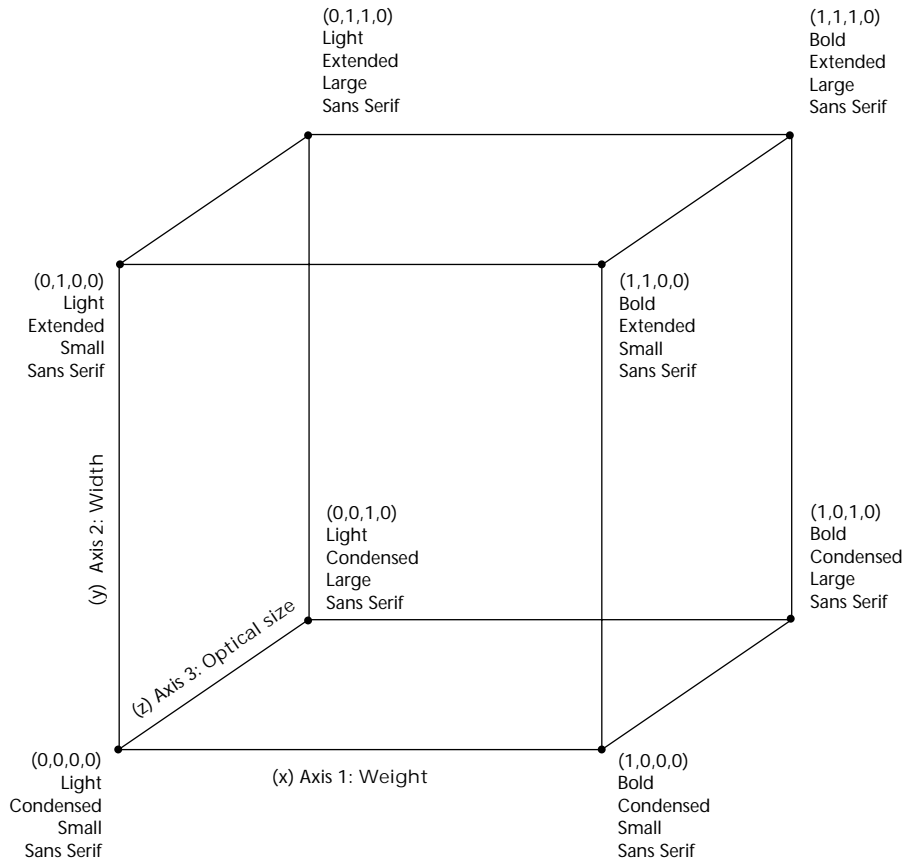 (0,1,1,0)
Light
Extended
Large
Sans Serif
(1,1,1,0)
Bold
Extended
Large
Sans Serif
(0,1,0,0)
Light
Extended
Small
Sans Serif
(1,1,0,0)
Bold
Extended
Small
Sans Serif
(y) Axis 2: Width
(0,0,1,0)
Light
Condensed
Large
Sans Serif
(1,0,1,0)
Bold
Condensed
Large
Sans Serif
(z) Axis 3: Optical size
(0,0,0,0)
Light
Condensed
Small
Sans Serif
(x) Axis 1: Weight
(1,0,0,0)
Bold
Condensed
Small
Sans Serif